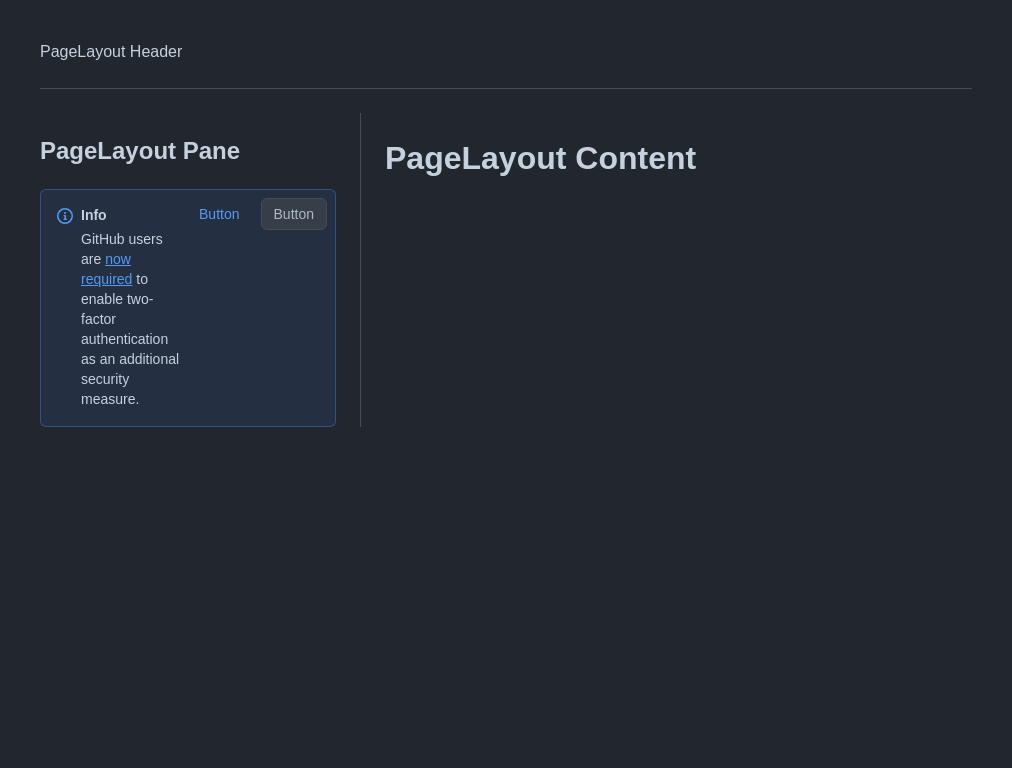 PageLayout Header
PageLayout Pane
PageLayout Content
Info
Button
Button
GitHub users
are now
required to
enable two-
factor
authentication
as an additional
security
measure.